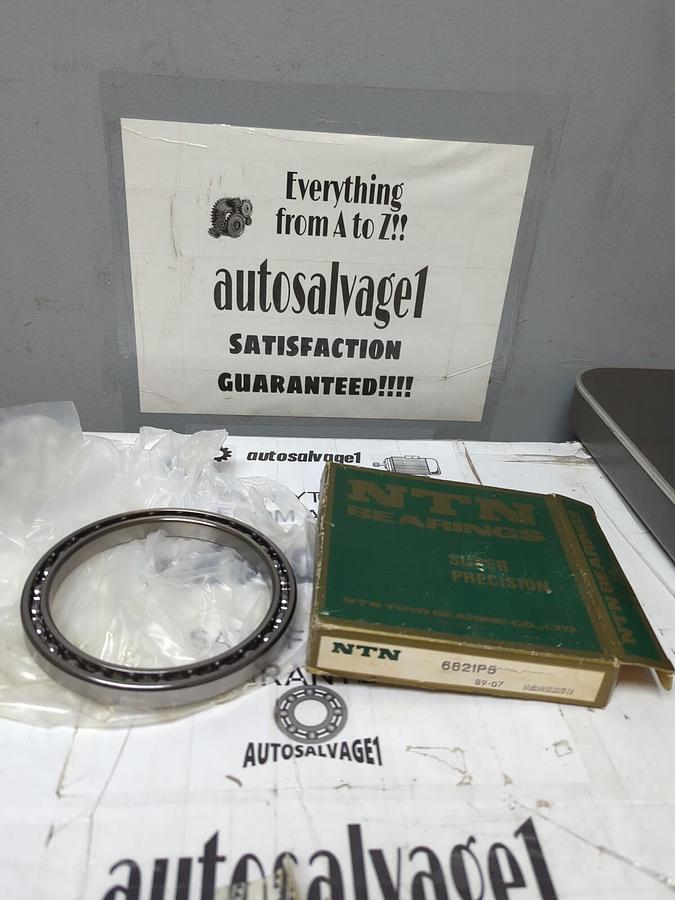 Everything
from A to Z!!
autosalvage1
SATISFACTION
GUARANTEED!!!!
autosalvage1
NTN
BEARINGS
SUPER
PRECISION
NTN TOYO BEARING CO., LTD.
NTN BEARINGS
NTN
6821P5
89-07
AUTOSALVAGE1
autosalvage1